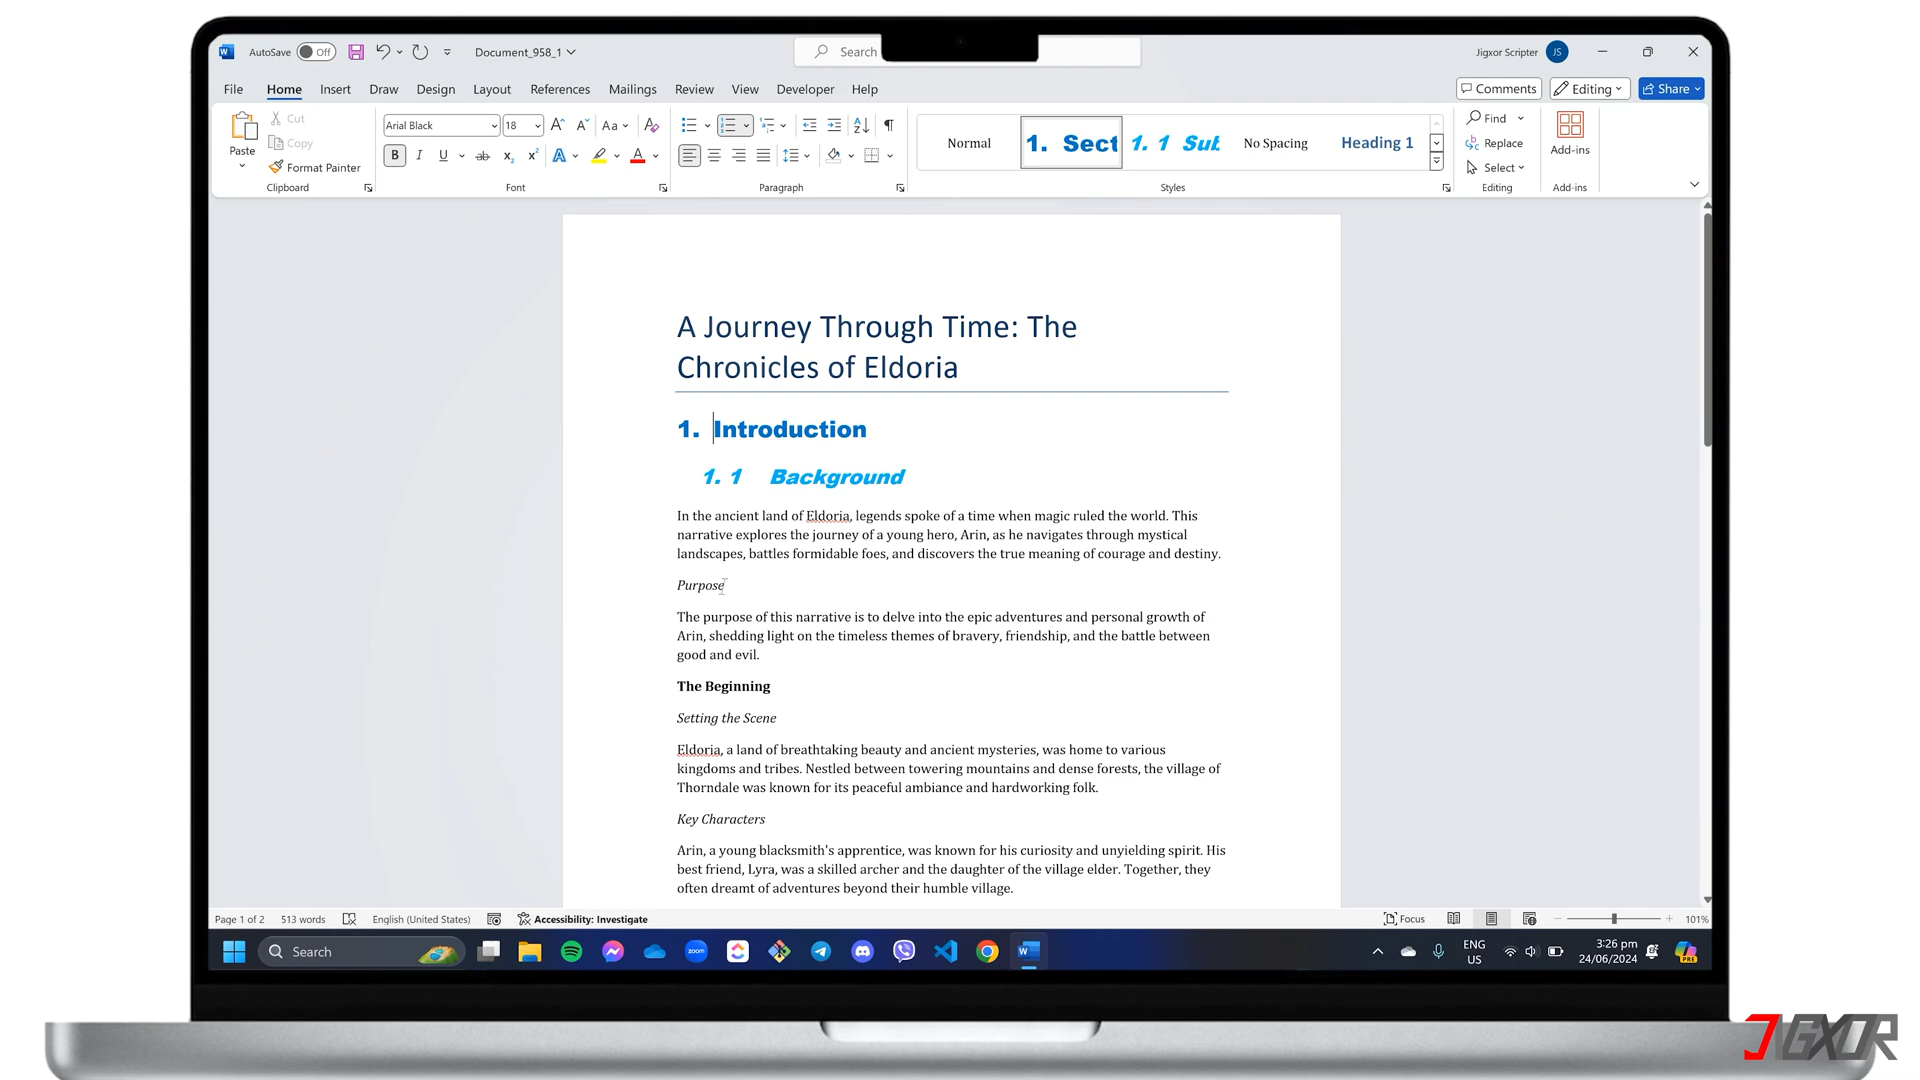 AutoSave Off Document_958_1 Search Jigxor Scripter JS
File Home Insert Draw Design Layout References Mailings Review View Developer Help Comments Editing Share
Paste Cut Copy Format Painter
Clipboard
Arial Black 18 Aa
B I U ab x₂ x² A A
Font
Paragraph
Normal 1. Sect 1. 1 Sub No Spacing Heading 1
Styles
Find
Replace
Select
Editing
Add-ins
Add-ins
A Journey Through Time: The
Chronicles of Eldoria
1. Introduction
1. 1 Background
In the ancient land of Eldoria, legends spoke of a time when magic ruled the world. This
narrative explores the journey of a young hero, Arin, as he navigates through mystical
landscapes, battles formidable foes, and discovers the true meaning of courage and destiny.
Purpose
The purpose of this narrative is to delve into the epic adventures and personal growth of
Arin, shedding light on the timeless themes of bravery, friendship, and the battle between
good and evil.
The Beginning
Setting the Scene
Eldoria, a land of breathtaking beauty and ancient mysteries, was home to various
kingdoms and tribes. Nestled between towering mountains and dense forests, the village of
Thorndale was known for its peaceful ambiance and hardworking folk.
Key Characters
Arin, a young blacksmith's apprentice, was known for his curiosity and unyielding spirit. His
best friend, Lyra, was a skilled archer and the daughter of the village elder. Together, they
often dreamt of adventures beyond their humble village.
Page 1 of 2 513 words English (United States) Accessibility: Investigate Focus 101%
Search zoom ENG US 3:26 pm 24/06/2024 PRE
JIGXOR